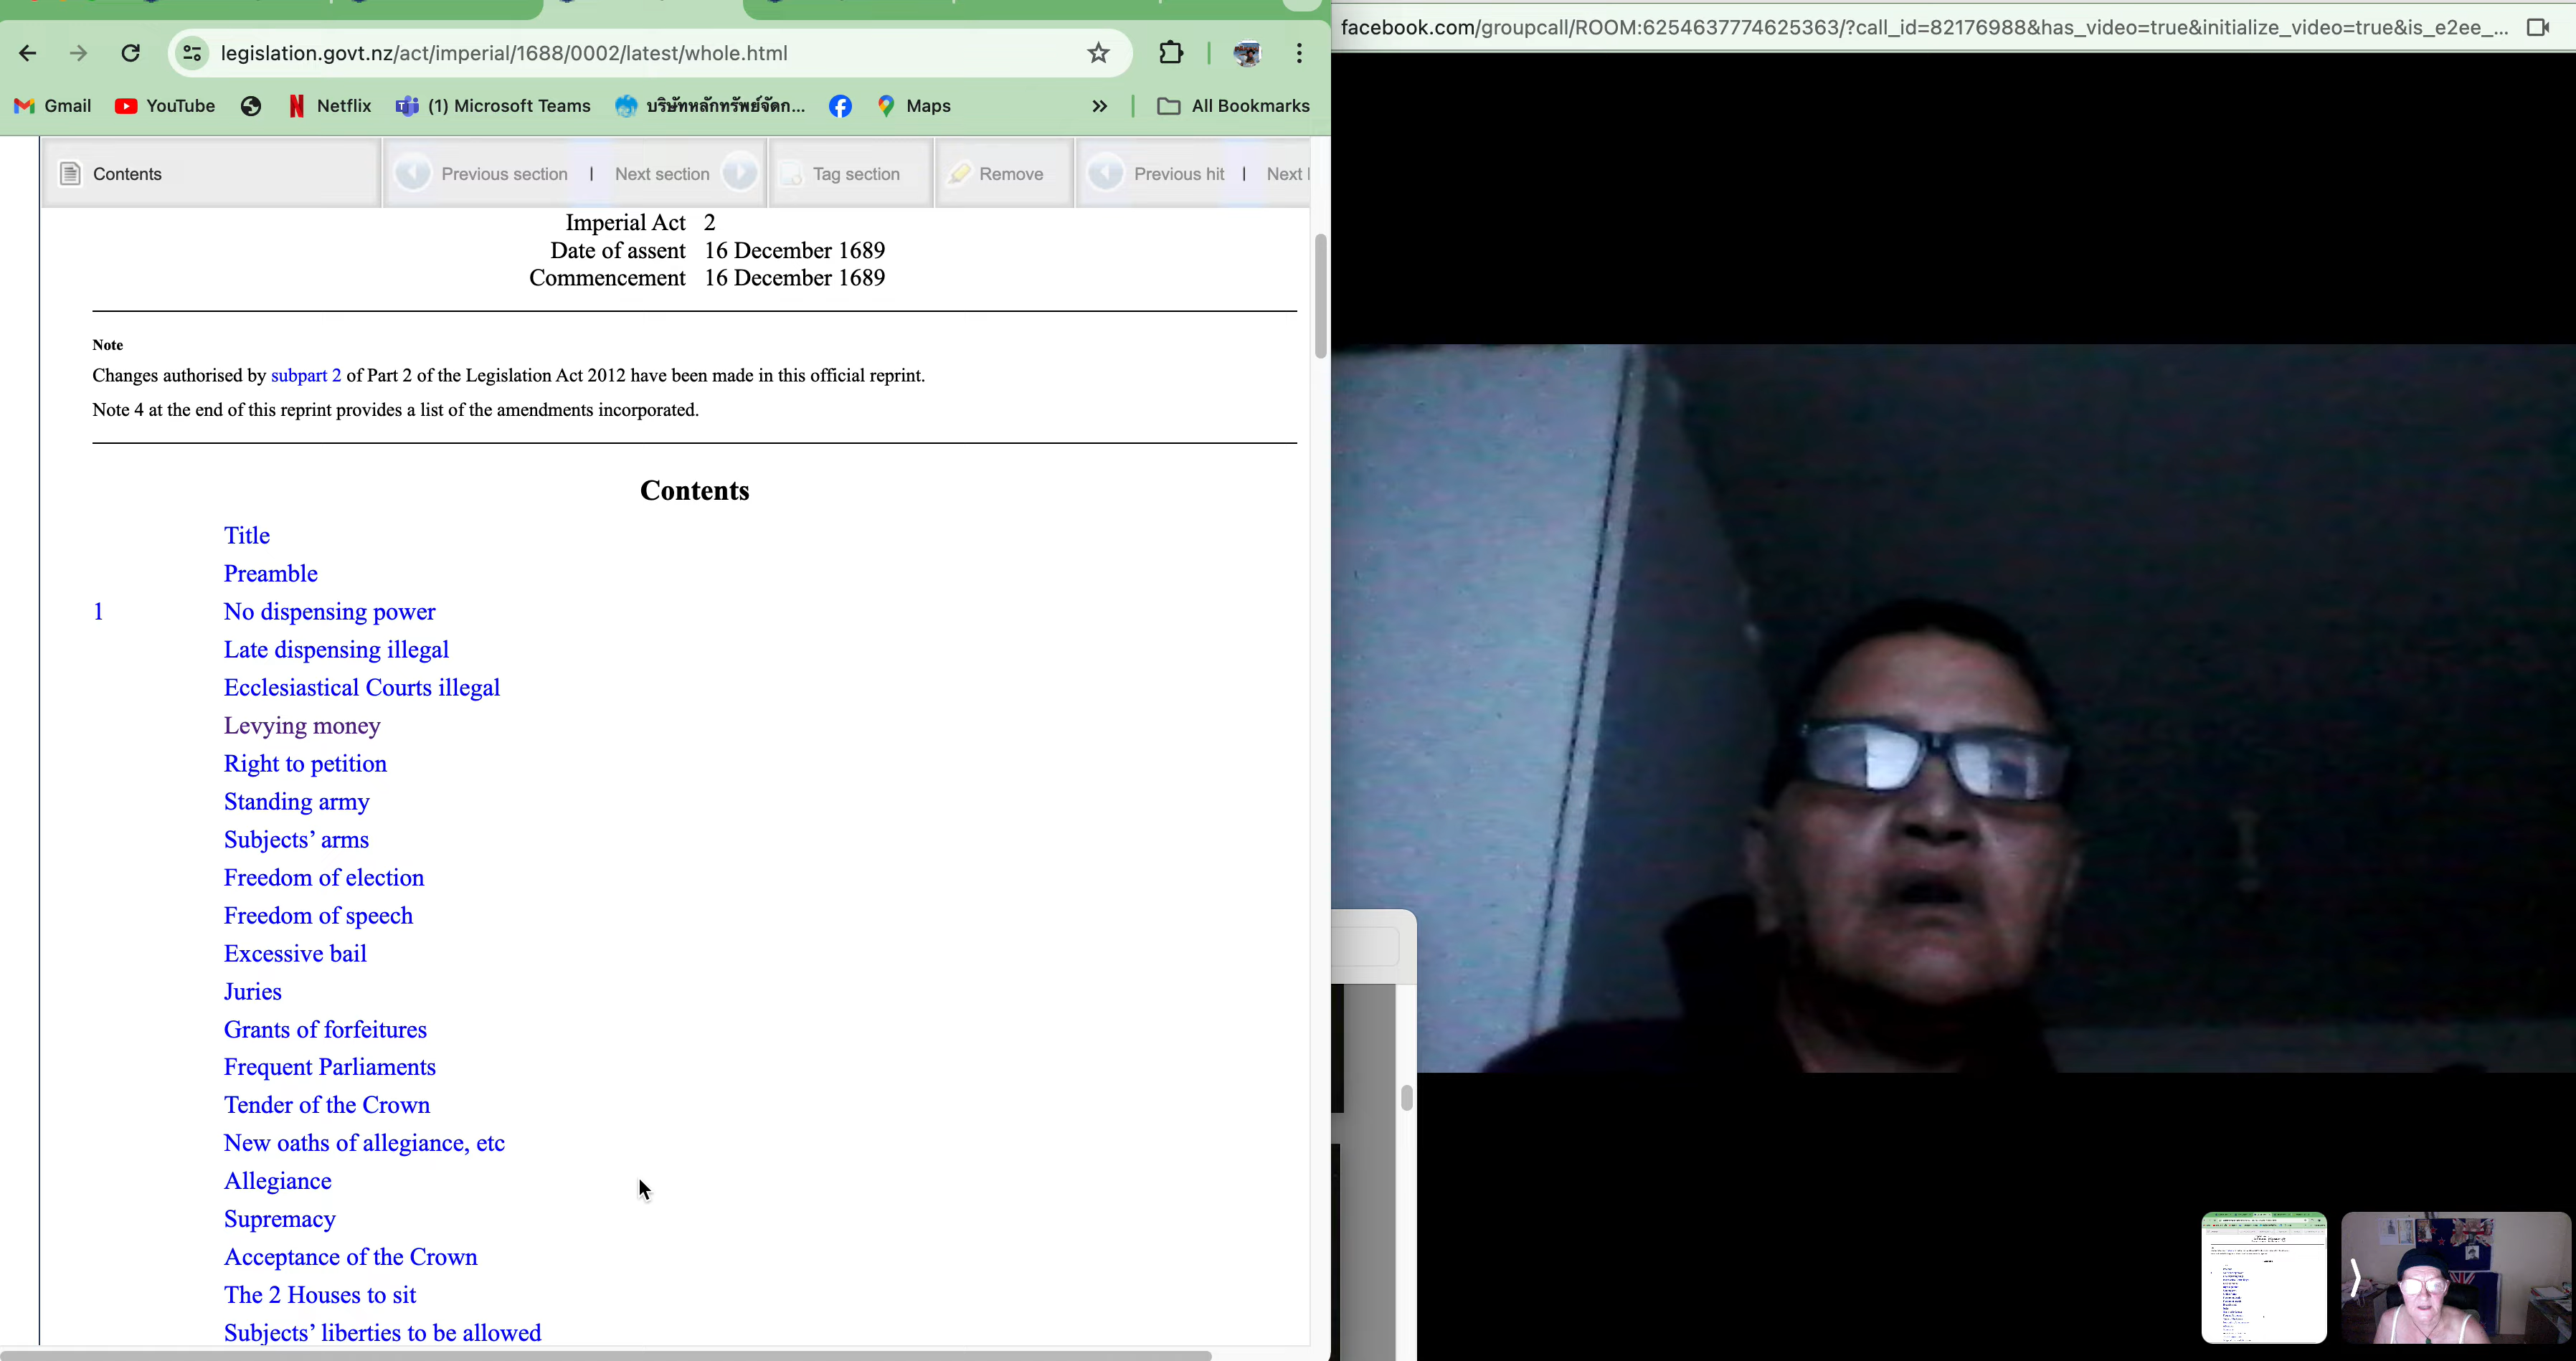 legislation.govt.nz/act/imperial/1688/0002/latest/whole.html
facebook.com/groupcall/ROOM:6254637774625363/?call_id=82176988&has_video=true&initialize_video=true&is_e2ee_...
Gmail YouTube Netflix (1) Microsoft Teams บริษัทหลักทรัพย์จัดก... Maps » All Bookmarks
Contents Previous section | Next section Tag section Remove Previous hit | Next
Imperial Act 2
Date of assent 16 December 1689
Commencement 16 December 1689
Note
Changes authorised by subpart 2 of Part 2 of the Legislation Act 2012 have been made in this official reprint.
Note 4 at the end of this reprint provides a list of the amendments incorporated.
Contents
Title
Preamble
1 No dispensing power
Late dispensing illegal
Ecclesiastical Courts illegal
Levying money
Right to petition
Standing army
Subjects’ arms
Freedom of election
Freedom of speech
Excessive bail
Juries
Grants of forfeitures
Frequent Parliaments
Tender of the Crown
New oaths of allegiance, etc
Allegiance
Supremacy
Acceptance of the Crown
The 2 Houses to sit
Subjects’ liberties to be allowed